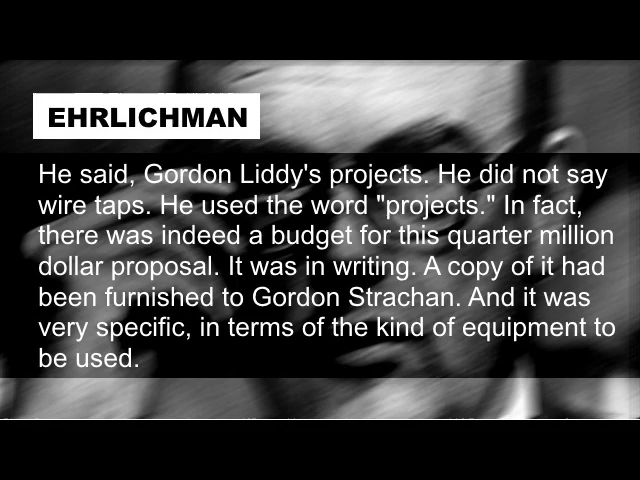 EHRLICHMAN
He said, Gordon Liddy's projects. He did not say
wire taps. He used the word "projects." In fact,
there was indeed a budget for this quarter million
dollar proposal. It was in writing. A copy of it had
been furnished to Gordon Strachan. And it was
very specific, in terms of the kind of equipment to
be used.